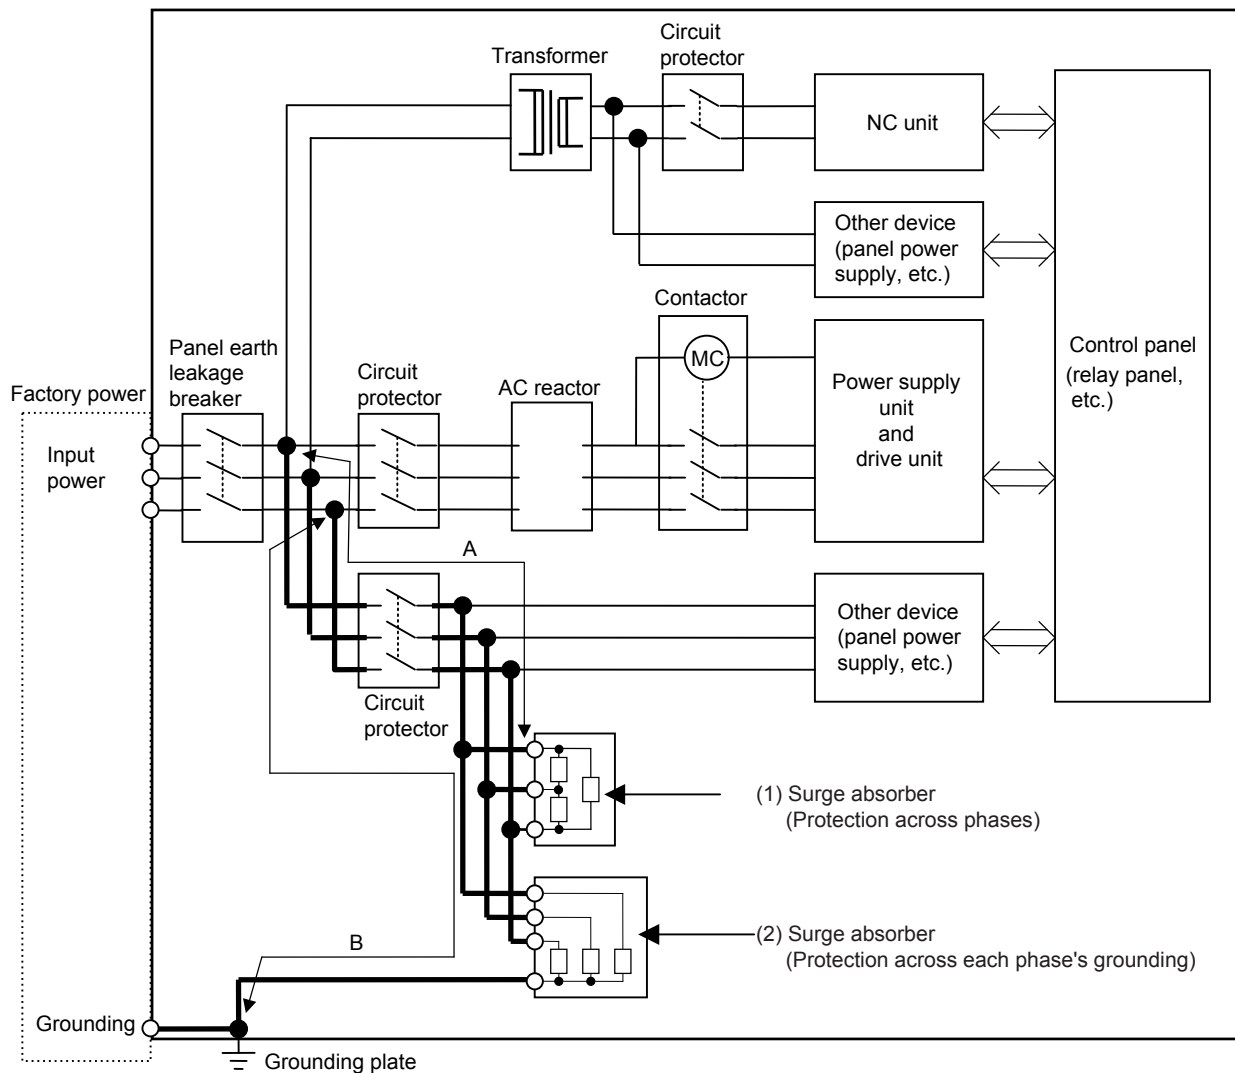 Circuit
protector
Transformer
NC unit
Other device
(panel power
supply, etc.)
Contactor
MC
Control panel
(relay panel,
etc.)
Panel earth
leakage
breaker
Circuit
protector
AC reactor
Power supply
unit
and
drive unit
Factory power
Input
power
A
Other device
(panel power
supply, etc.)
Circuit
protector
(1) Surge absorber
(Protection across phases)
B
(2) Surge absorber
(Protection across each phase's grounding)
Grounding
Grounding plate